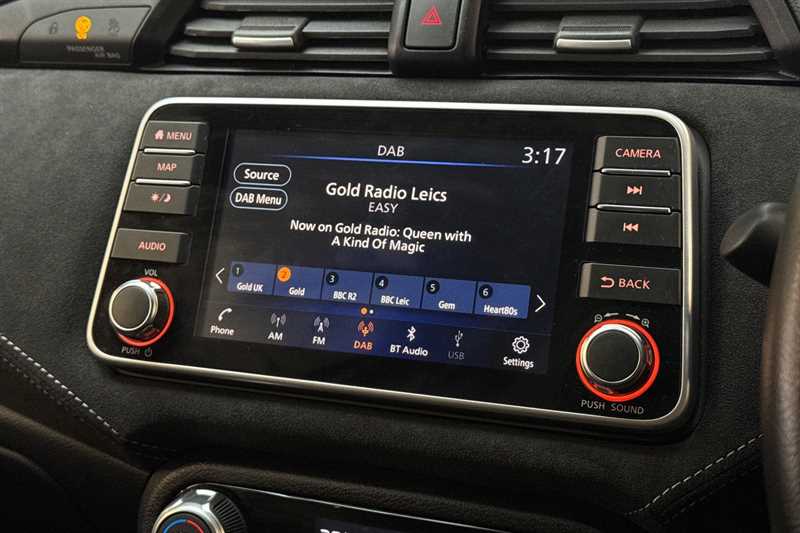 PASSENGER
AIR BAG
MENU
MAP
AUDIO
VOL
PUSH
DAB
3:17
Source
DAB Menu
Gold Radio Leics
EASY
Now on Gold Radio: Queen with
A Kind Of Magic
1 Gold UK
2 Gold
3 BBC R2
4 BBC Leic
5 Gem
6 Heart80s
Phone
AM
FM
DAB
BT Audio
USB
Settings
CAMERA
BACK
PUSH SOUND